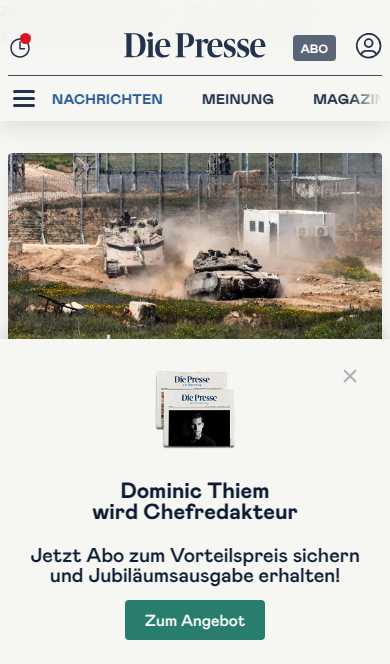 Die Presse
ABO
NACHRICHTEN MEINUNG MAGAZIN
Die Presse
Die Presse
Dominic Thiem
wird Chefredakteur
Jetzt Abo zum Vorteilspreis sichern
und Jubiläumsausgabe erhalten!
Zum Angebot